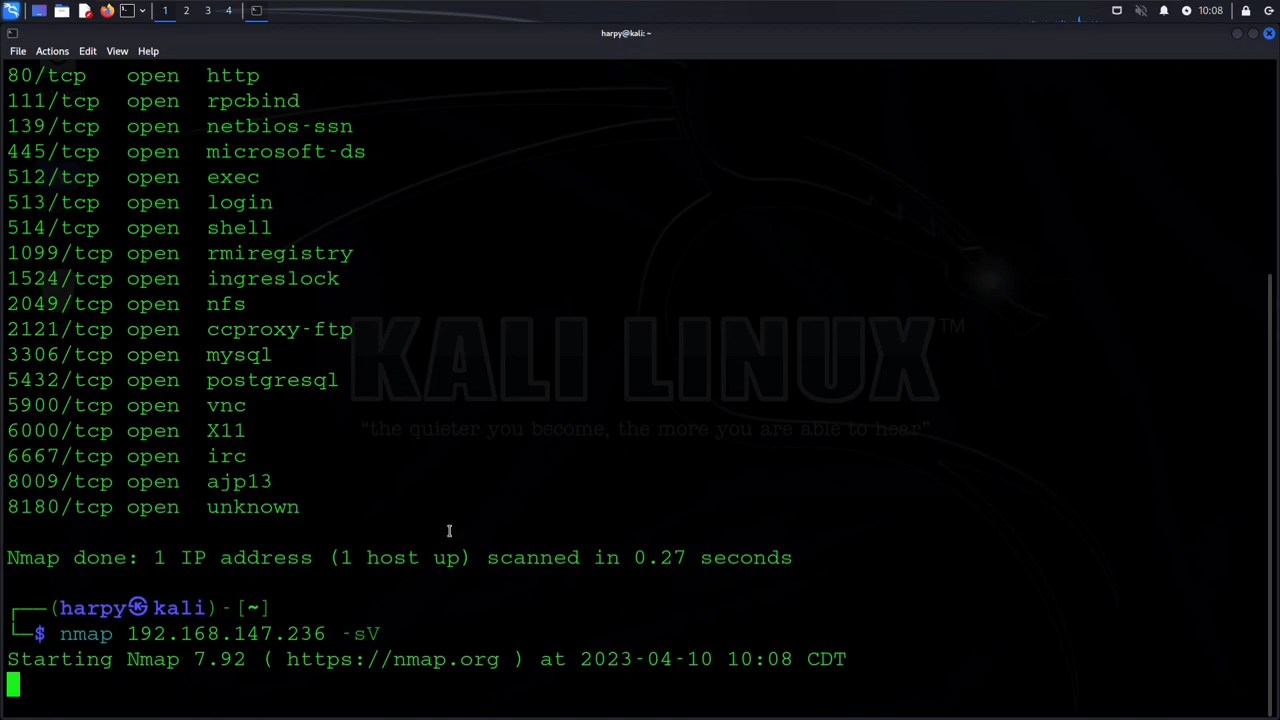 1 2 3 4 10:08
harpy@kali: ~
File Actions Edit View Help
80/tcp open http
111/tcp open rpcbind
139/tcp open netbios-ssn
445/tcp open microsoft-ds
512/tcp open exec
513/tcp open login
514/tcp open shell
1099/tcp open rmiregistry
1524/tcp open ingreslock
2049/tcp open nfs
2121/tcp open ccproxy-ftp
3306/tcp open mysql
5432/tcp open postgresql
5900/tcp open vnc
6000/tcp open X11
6667/tcp open irc
8009/tcp open ajp13
8180/tcp open unknown
KALI LINUX™
“the quieter you become, the more you are able to hear”
Nmap done: 1 IP address (1 host up) scanned in 0.27 seconds
┌──(harpy㉿kali)-[~]
└─$ nmap 192.168.147.236 -sV
Starting Nmap 7.92 ( https://nmap.org ) at 2023-04-10 10:08 CDT